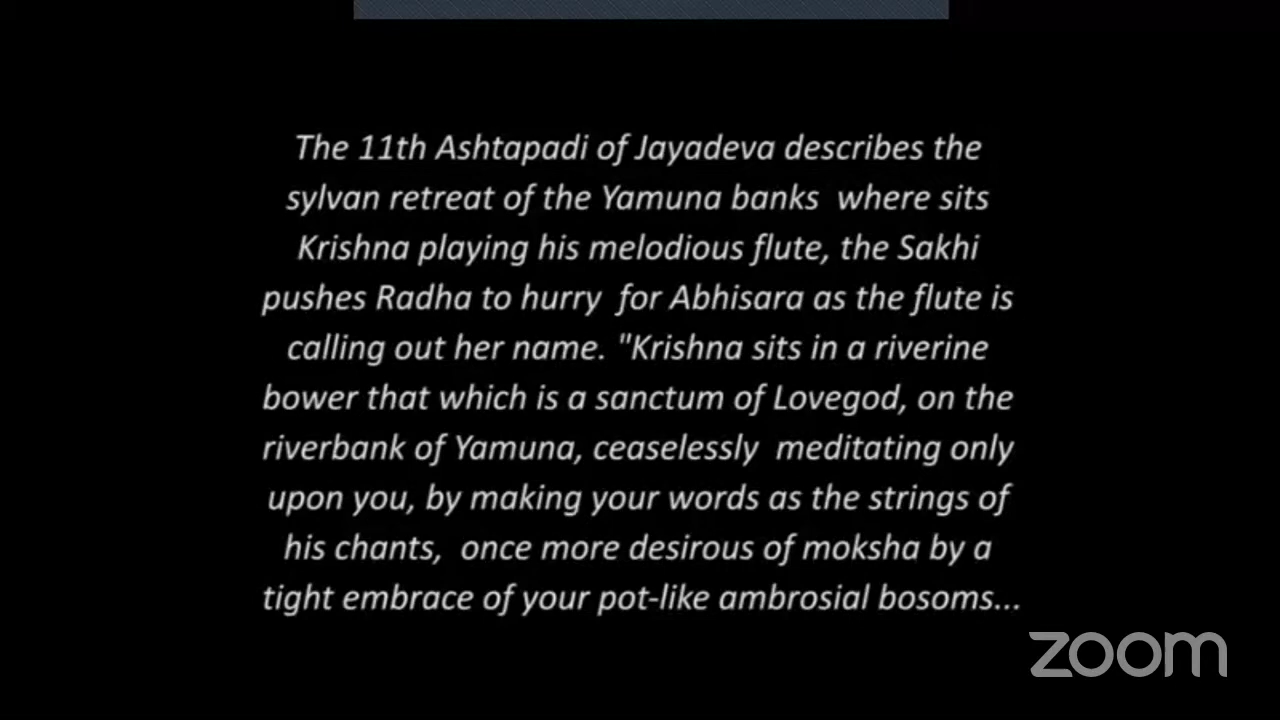 The 11th Ashtapadi of Jayadeva describes the
sylvan retreat of the Yamuna banks  where sits
Krishna playing his melodious flute, the Sakhi
pushes Radha to hurry  for Abhisara as the flute is
calling out her name. "Krishna sits in a riverine
bower that which is a sanctum of Lovegod, on the
riverbank of Yamuna, ceaselessly  meditating only
upon you, by making your words as the strings of
his chants,  once more desirous of moksha by a
tight embrace of your pot-like ambrosial bosoms...
zoom